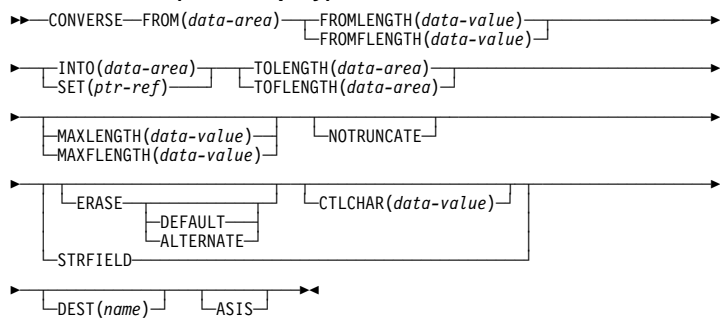 CONVERSE FROM(data-area) FROMLENGTH(data-value)
FROMFLENGTH(data-value)
INTO(data-area) TOLENGTH(data-area)
SET(ptr-ref) TOFLENGTH(data-area)
MAXLENGTH(data-value) NOTRUNCATE
MAXFLENGTH(data-value)
ERASE CTLCHAR(data-value)
DEFAULT
ALTERNATE
STRFIELD
DEST(name) ASIS